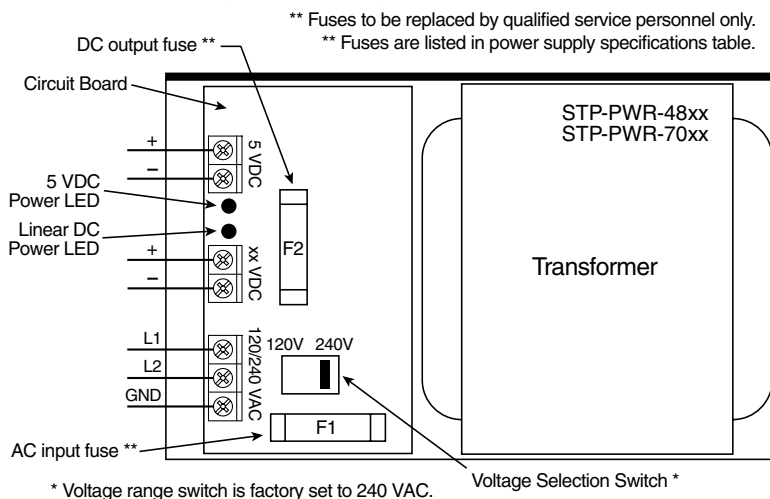 ** Fuses to be replaced by qualified service personnel only.
** Fuses are listed in power supply specifications table.
DC output fuse **
Circuit Board
STP-PWR-48xx
STP-PWR-70xx
+
–
5 VDC
5 VDC
Power LED
Linear DC
Power LED
F2
+
–
xx VDC
Transformer
L1
L2
GND
120/240 VAC
120V 240V
F1
AC input fuse **
Voltage Selection Switch *
* Voltage range switch is factory set to 240 VAC.